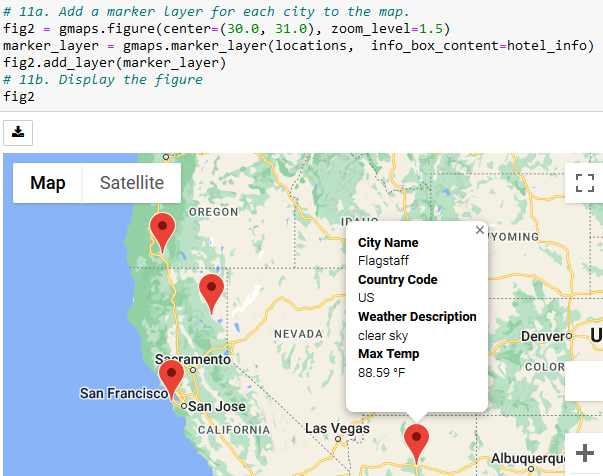 # 11a. Add a marker layer for each city to the map.
fig2 = gmaps.figure(center=(30.0, 31.0), zoom_level=1.5)
marker_layer = gmaps.marker_layer(locations,  info_box_content=hotel_info)
fig2.add_layer(marker_layer)
# 11b. Display the figure
fig2
Map
Satellite
OREGON
City Name
Flagstaff
Country Code
US
Weather Description
clear sky
Max Temp
88.59 °F
NEVADA
Denver
U
COLOR
Sacramento
San Francisco
San Jose
CALIFORNIA
Las Vegas
Albuquerqu